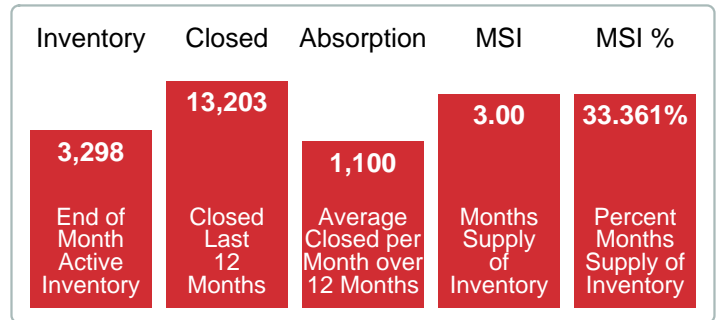 Inventory Closed Absorption MSI MSI %
3,298
End of
Month
Active
Inventory
13,203
Closed
Last
12
Months
1,100
Average
Closed per
Month over
12 Months
3.00
Months
Supply
of
Inventory
33.361%
Percent
Months
Supply of
Inventory